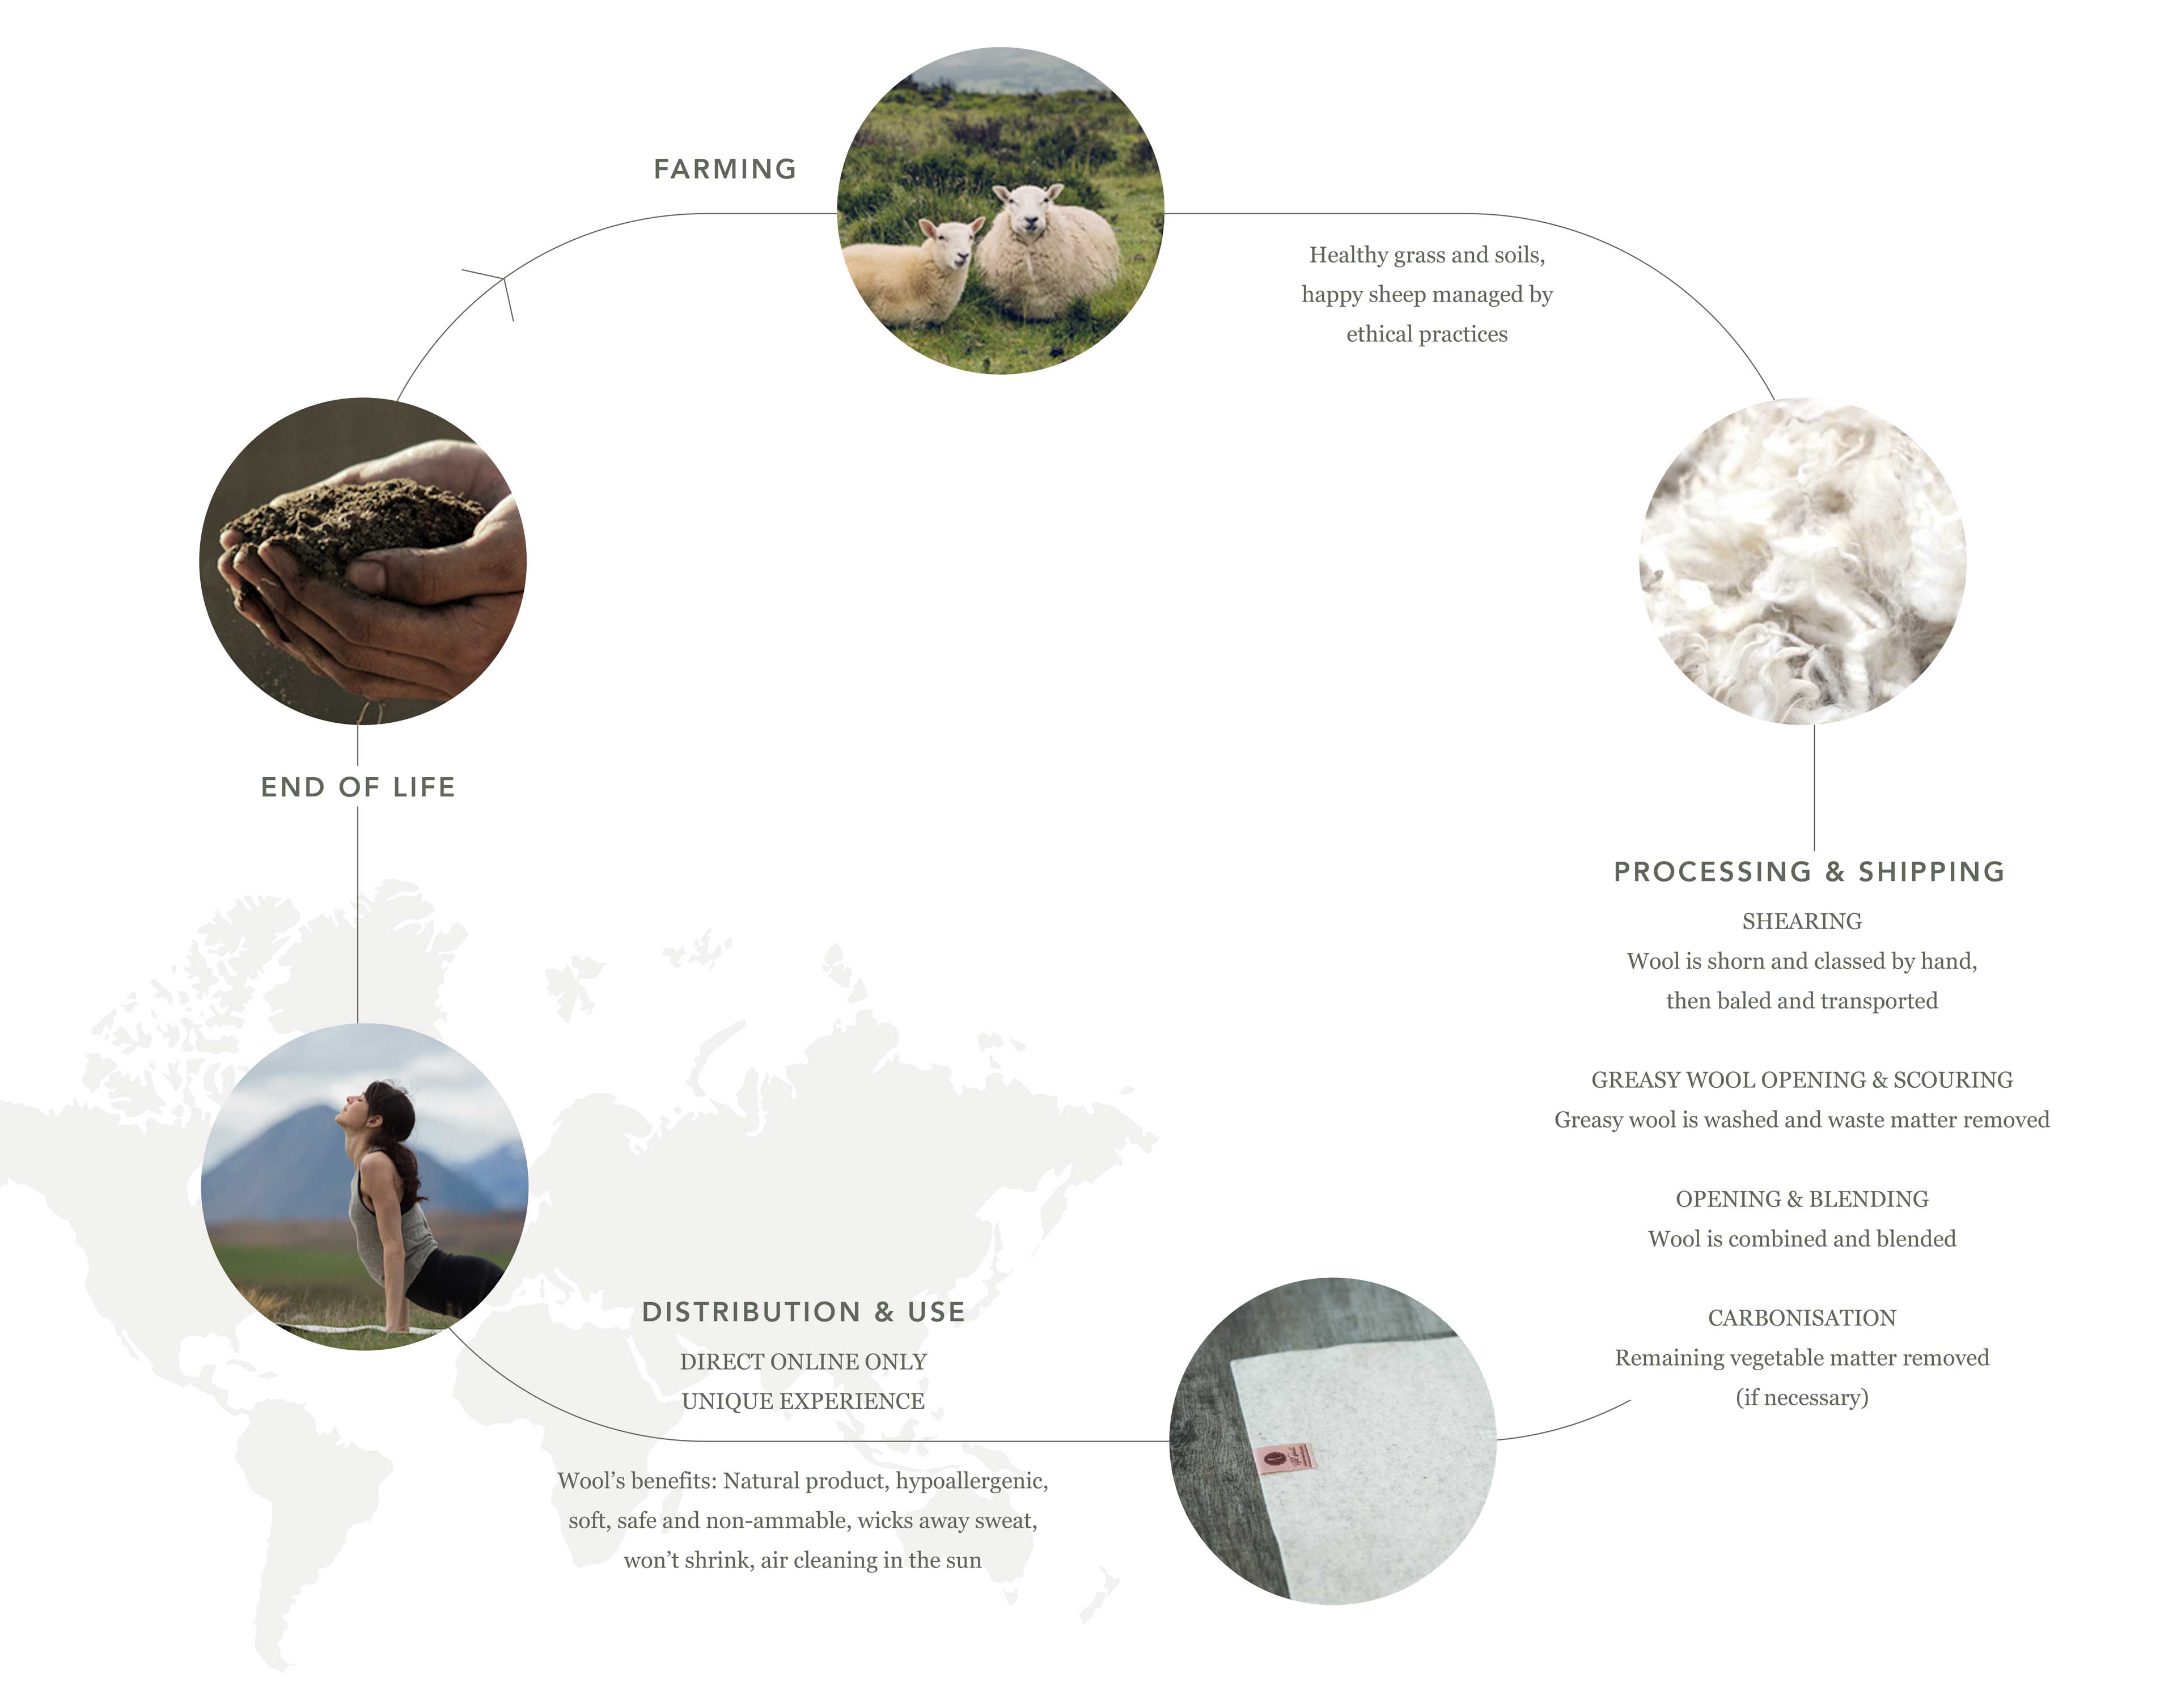 FARMING
Healthy grass and soils,
happy sheep managed by
ethical practices
END OF LIFE
PROCESSING & SHIPPING
SHEARING
Wool is shorn and classed by hand,
then baled and transported
GREASY WOOL OPENING & SCOURING
Greasy wool is washed and waste matter removed
OPENING & BLENDING
Wool is combined and blended
CARBONISATION
Remaining vegetable matter removed
(if necessary)
DISTRIBUTION & USE
DIRECT ONLINE ONLY
UNIQUE EXPERIENCE
Wool’s benefits: Natural product, hypoallergenic,
soft, safe and non-ammable, wicks away sweat,
won’t shrink, air cleaning in the sun